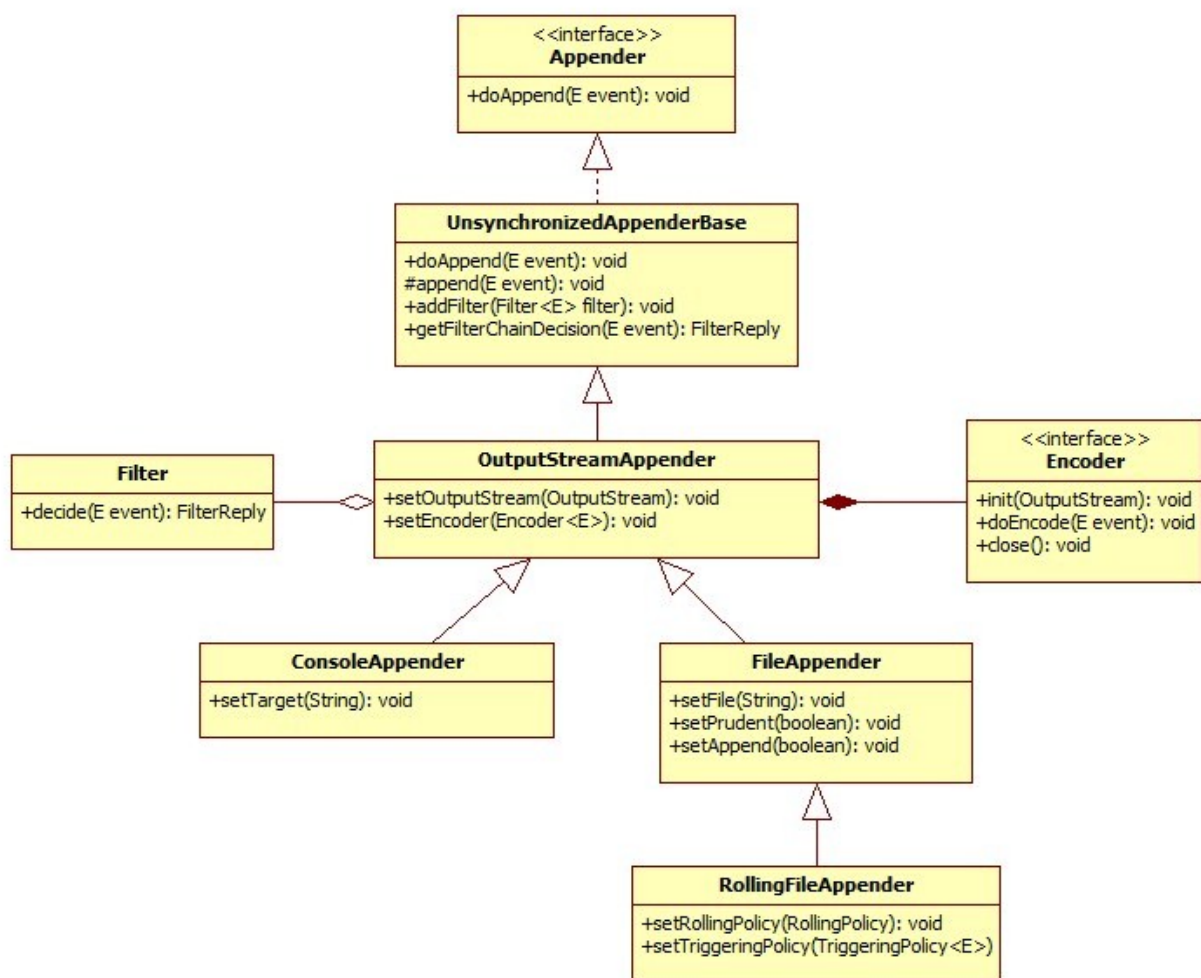 <<interface>>
Appender
+doAppend(E event): void
UnsynchronizedAppenderBase
+doAppend(E event): void
#append(E event): void
+addFilter(Filter<E> filter): void
+getFilterChainDecision(E event): FilterReply
Filter
+decide(E event): FilterReply
OutputStreamAppender
+setOutputStream(OutputStream): void
+setEncoder(Encoder<E>): void
<<interface>>
Encoder
+init(OutputStream): void
+doEncode(E event): void
+close(): void
ConsoleAppender
+setTarget(String): void
FileAppender
+setFile(String): void
+setPrudent(boolean): void
+setAppend(boolean): void
RollingFileAppender
+setRollingPolicy(RollingPolicy): void
+setTriggeringPolicy(TriggeringPolicy<E>)